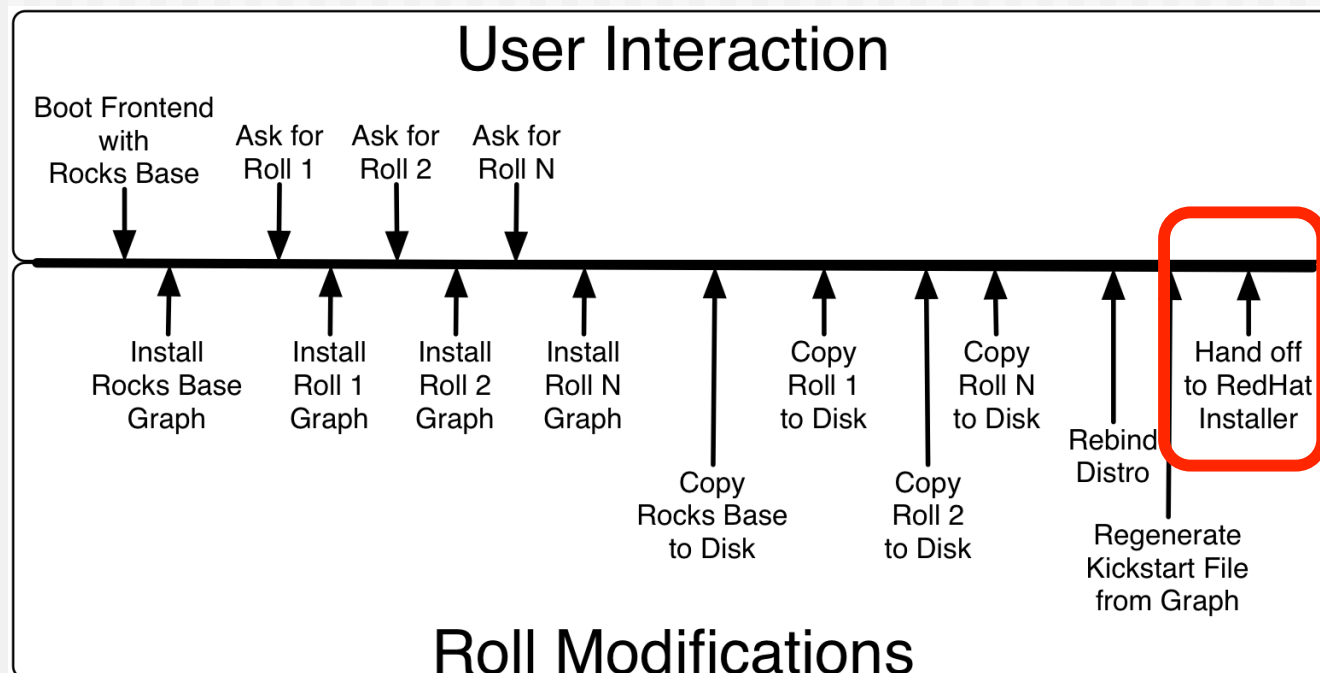 User Interaction
Boot Frontend
with
Rocks Base
Ask for
Roll 1
Ask for
Roll 2
Ask for
Roll N
Install
Rocks Base
Graph
Install
Roll 1
Graph
Install
Roll 2
Graph
Install
Roll N
Graph
Copy
Rocks Base
to Disk
Copy
Roll 1
to Disk
Copy
Roll 2
to Disk
Copy
Roll N
to Disk
Rebind
Distro
Regenerate
Kickstart File
from Graph
Hand off
to RedHat
Installer
Roll Modifications